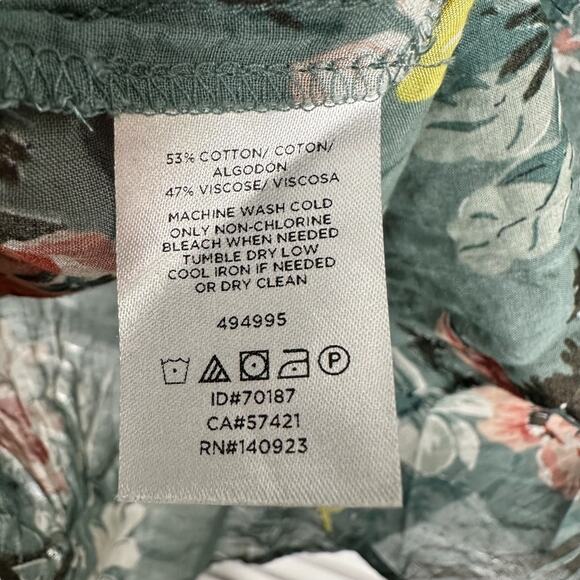 53% COTTON/ COTON/
ALGODON
47% VISCOSE/ VISCOSA
MACHINE WASH COLD
ONLY NON-CHLORINE
BLEACH WHEN NEEDED
TUMBLE DRY LOW
COOL IRON IF NEEDED
OR DRY CLEAN
494995
P
ID#70187
CA#57421
RN#140923